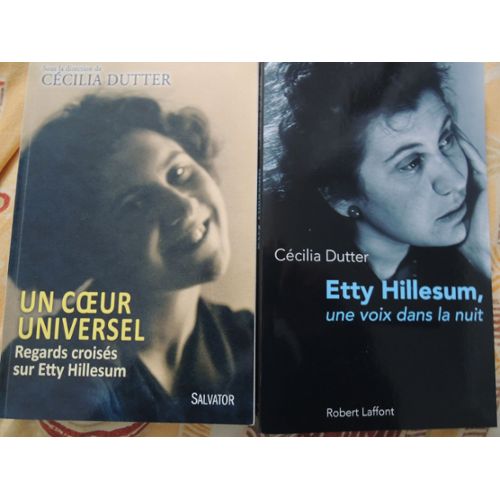 Sous la direction de
CÉCILIA DUTTER
UN CŒUR
UNIVERSEL
Regards croisés
sur Etty Hillesum
SALVATOR
Cécilia Dutter
Etty Hillesum,
une voix dans la nuit
Robert Laffont